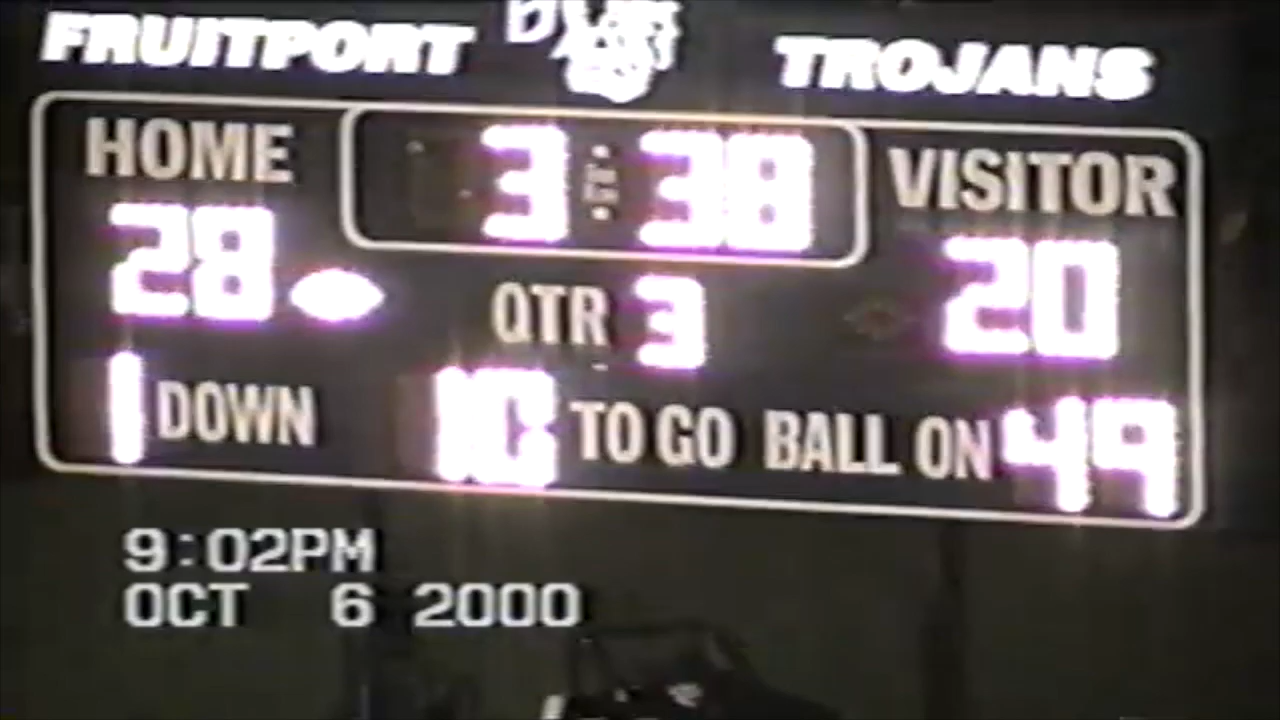 FRUITPORT TROJANS
HOME 3:38 VISITOR
28 QTR 3 20
1 DOWN 10 TO GO BALL ON 49
9:02PM
OCT 6 2000